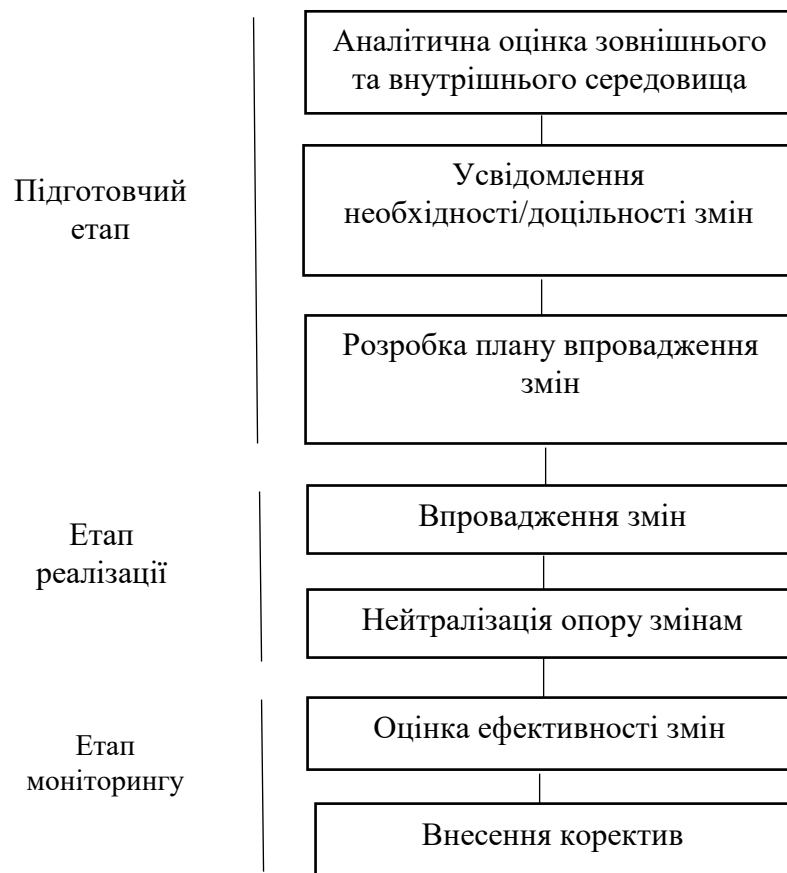 Аналітична оцінка зовнішнього
та внутрішнього середовища
Підготовчий
етап
Усвідомлення
необхідності/доцільності змін
Розробка плану впровадження
змін
Етап
реалізації
Впровадження змін
Нейтралізація опору змінам
Етап
моніторингу
Оцінка ефективності змін
Внесення коректив